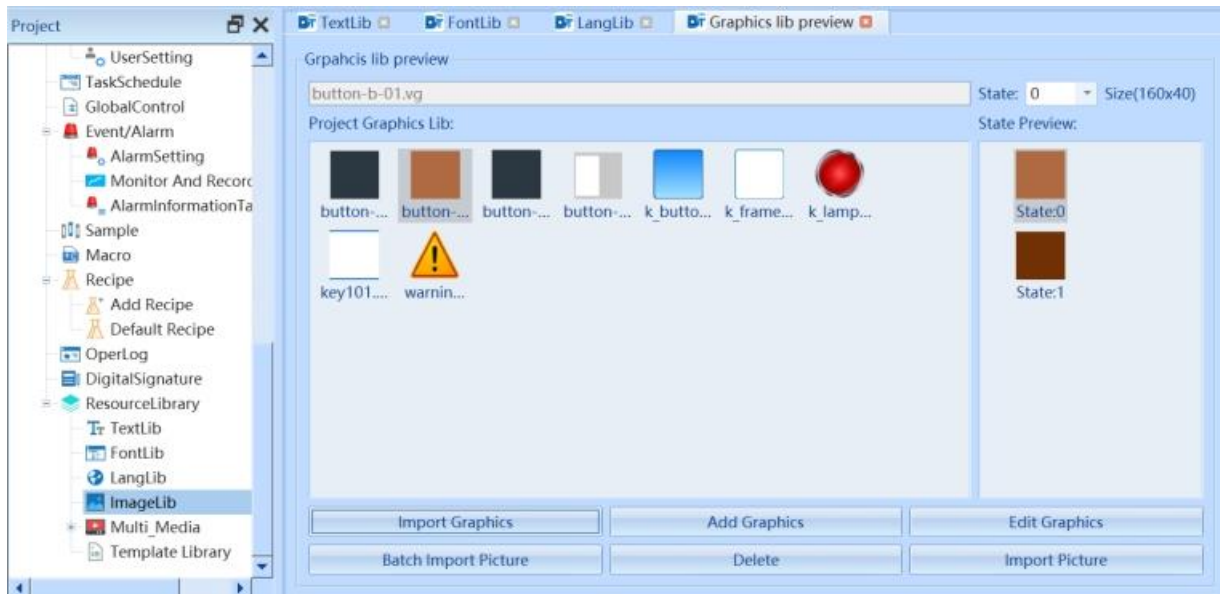 Project
UserSetting
TaskSchedule
GlobalControl
Event/Alarm
AlarmSetting
Monitor And Recorc
AlarmInformationTa
Sample
Macro
Recipe
Add Recipe
Default Recipe
OperLog
DigitalSignature
ResourceLibrary
TextLib
FontLib
LangLib
ImageLib
Multi_Media
Template Library
TextLib FontLib LangLib Graphics lib preview
Grpahcis lib preview
button-b-01.vg State: 0 Size(160x40)
Project Graphics Lib: State Preview:
button-... button-... button-... button-... k_butto... k_frame... k_lamp...
key101.... warnin...
State:0
State:1
Import Graphics Add Graphics Edit Graphics
Batch Import Picture Delete Import Picture